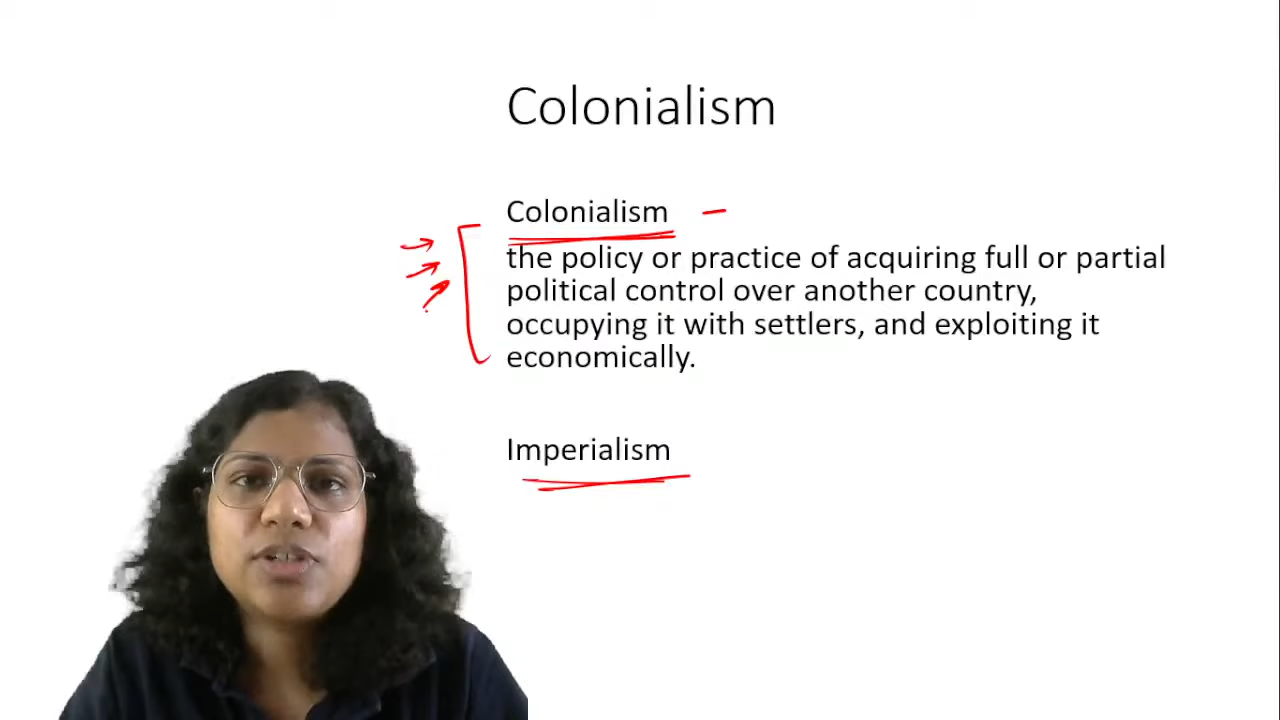 Colonialism
Colonialism –
the policy or practice of acquiring full or partial
political control over another country,
occupying it with settlers, and exploiting it
economically.
Imperialism